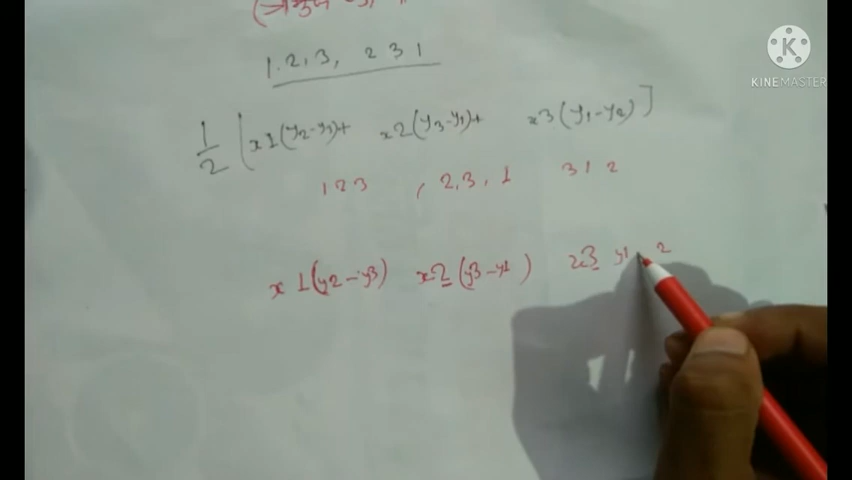 1.2,3, 2 3 1
1/2 [x1(y2-y3)+ x2(y3-y1)+ x3(y1-y2)]
1 2 3 , 2,3,1 3 1 2
x1(y2-y3) x2(y3-y1) x3 y1 2
KINEMASTER